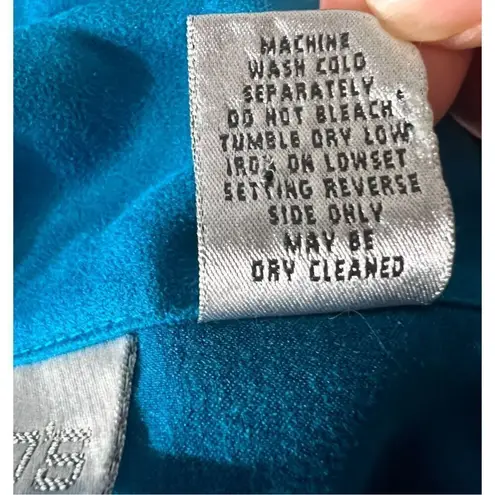 MACHINE
WASH COLD
SEPARATELY
DO NOT BLEACH
TUMBLE DRY LOW
IRON ON LOWSET
SETTING REVERSE
SIDE ONLY
MAY BE
DRY CLEANED